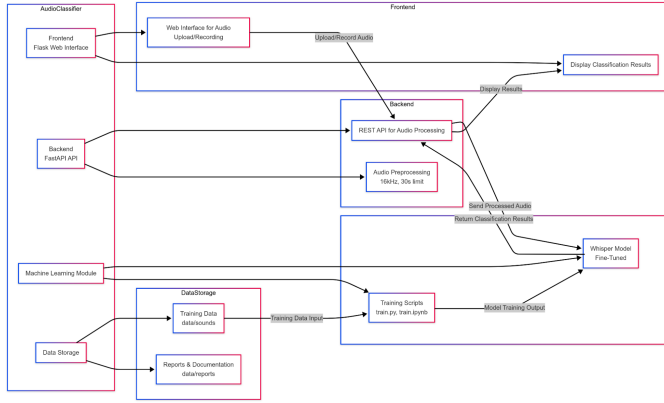 AudioClassifier
Frontend
Flask Web Interface
Backend
FastAPI API
Machine Learning Module
Data Storage
Frontend
Web Interface for Audio
Upload/Recording
Upload/Record Audio
Display Classification Results
Display Results
Backend
REST API for Audio Processing
Audio Preprocessing
16kHz, 30s limit
Send Processed Audio
Return Classification Results
Whisper Model
Fine-Tuned
Training Scripts
train.py, train.ipynb
Model Training Output
DataStorage
Training Data
data/sounds
Training Data Input
Reports & Documentation
data/reports